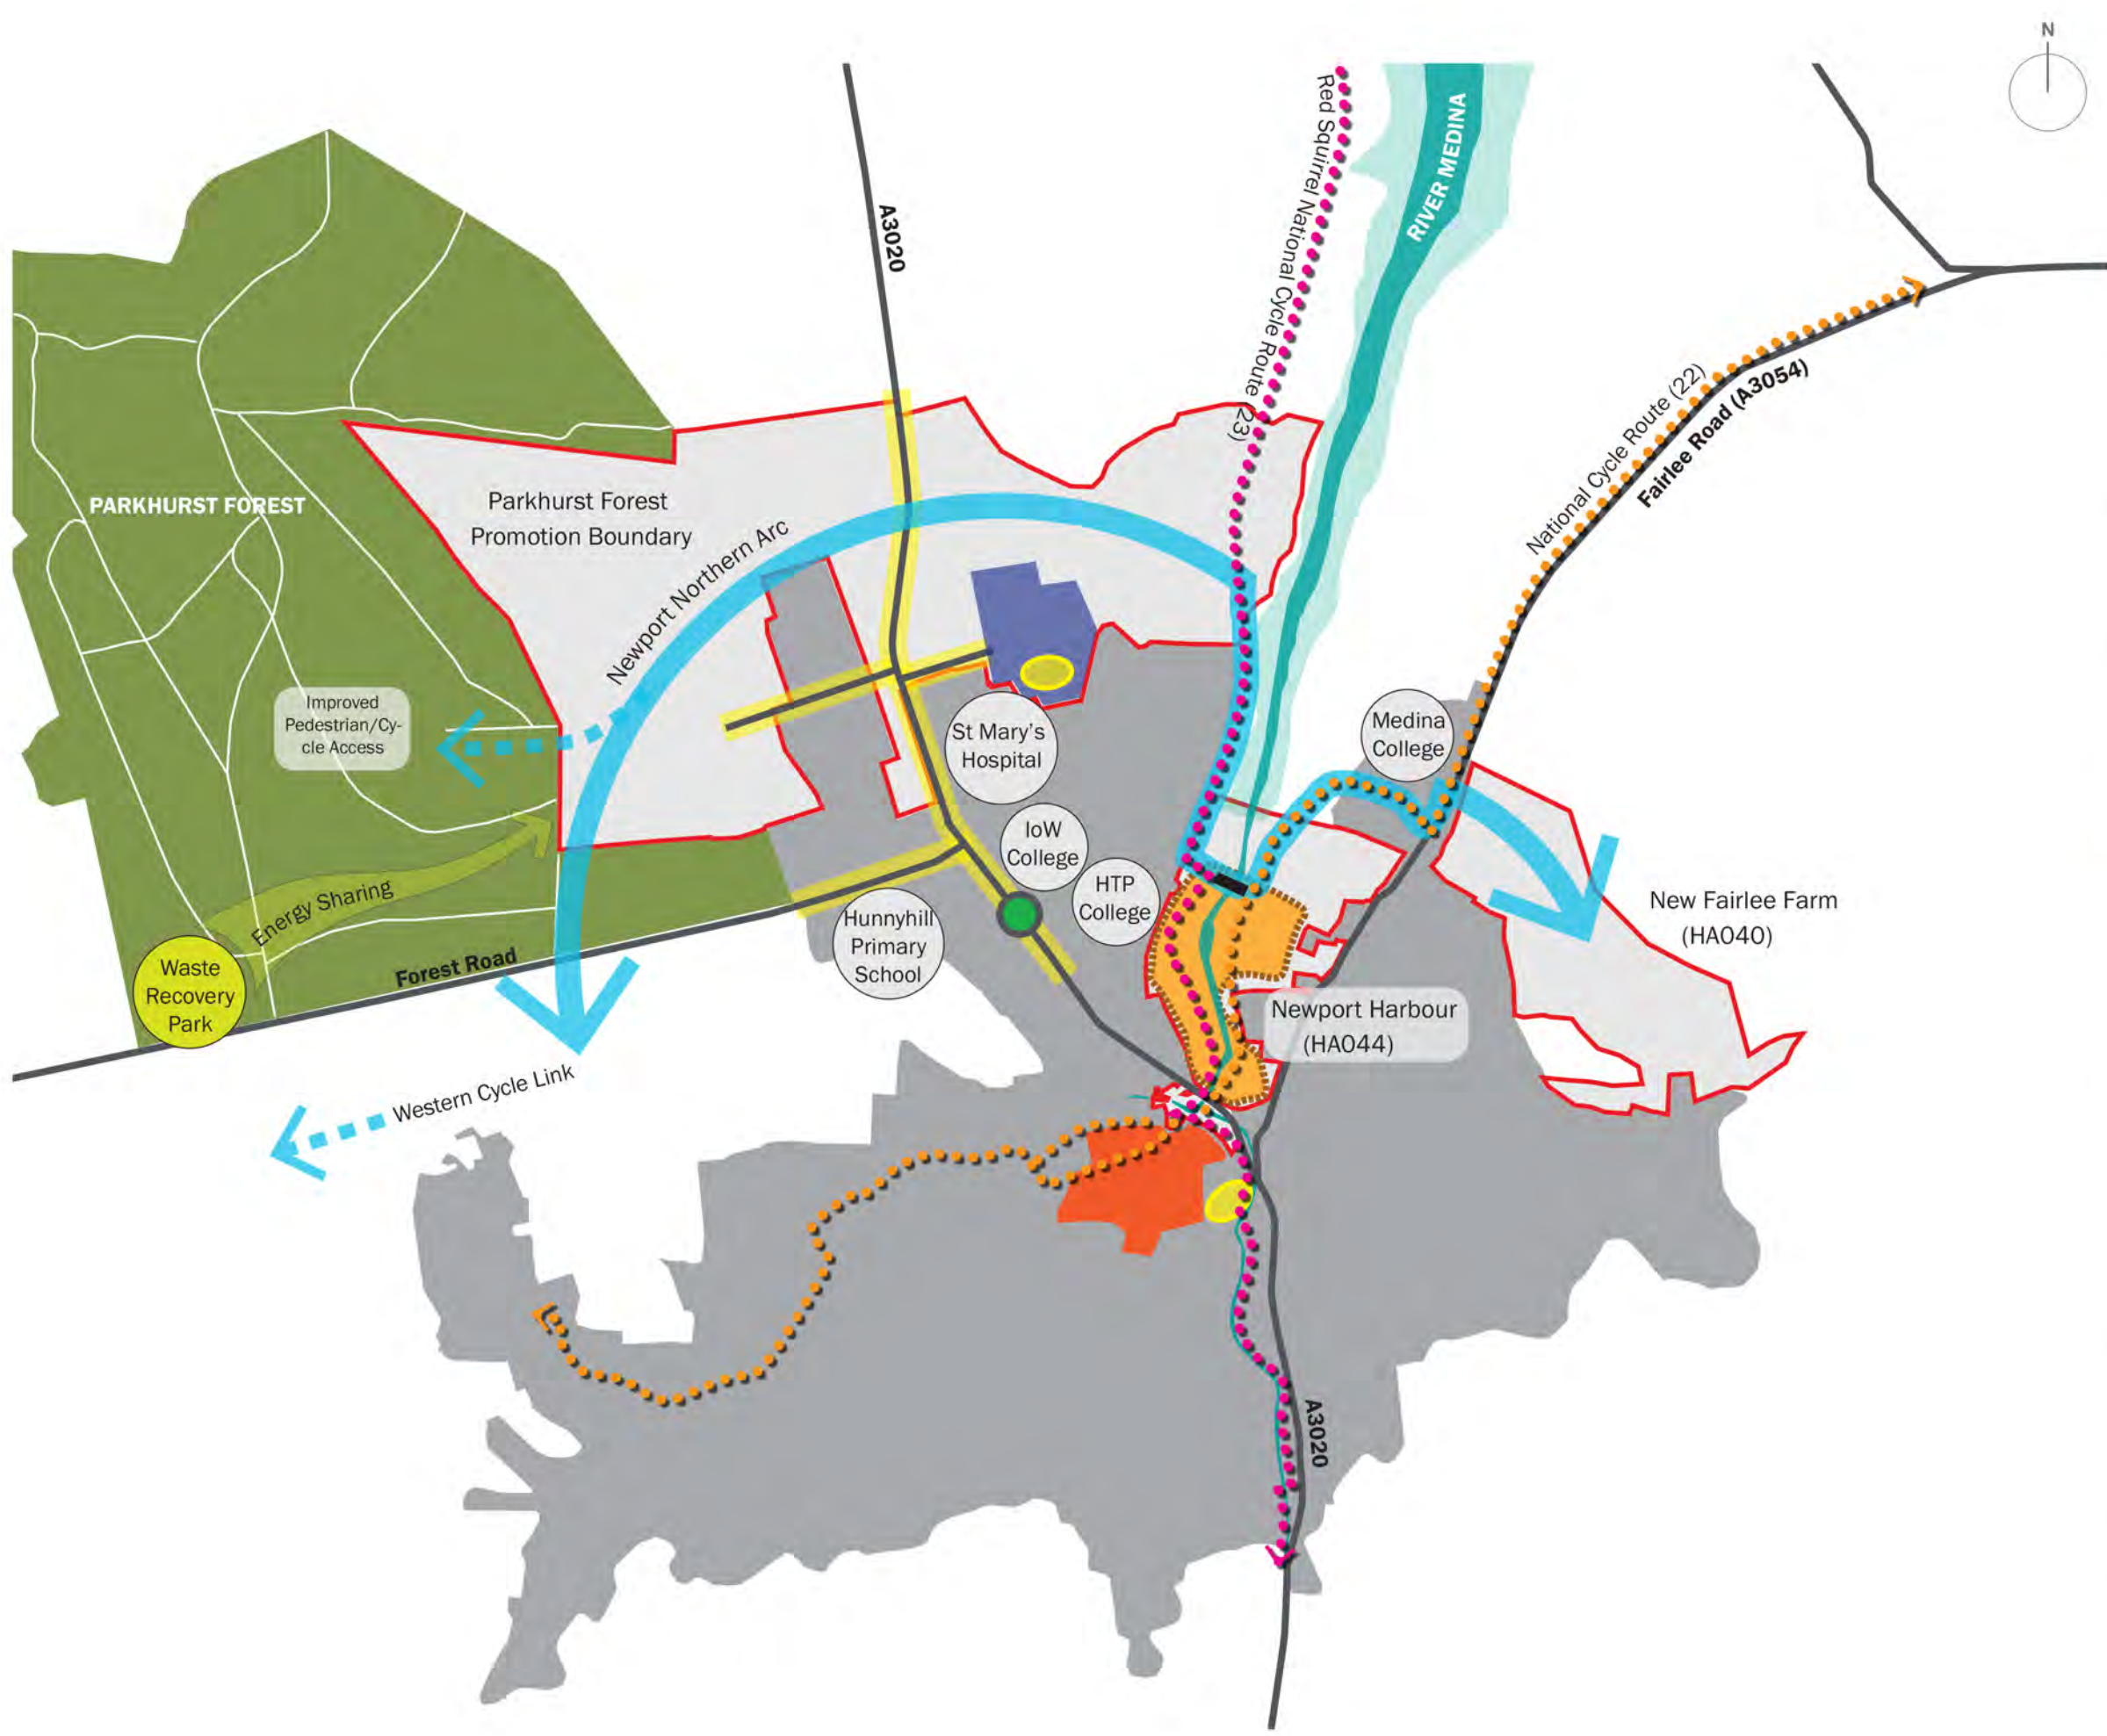 N
A3020
Red Squirrel National Cycle Route (23)
RIVER MEDINA
National Cycle Route (22)
Fairlee Road (A3054)
PARKHURST FOREST
Parkhurst Forest
Promotion Boundary
Newport Northern Arc
Improved
Pedestrian/Cy-
cle Access
St Mary's
Hospital
Medina
College
IoW
College
HTP
College
Energy Sharing
Hunnyhill
Primary
School
New Fairlee Farm
(HA040)
Waste
Recovery
Park
Forest Road
Newport Harbour
(HA044)
Western Cycle Link
A3020